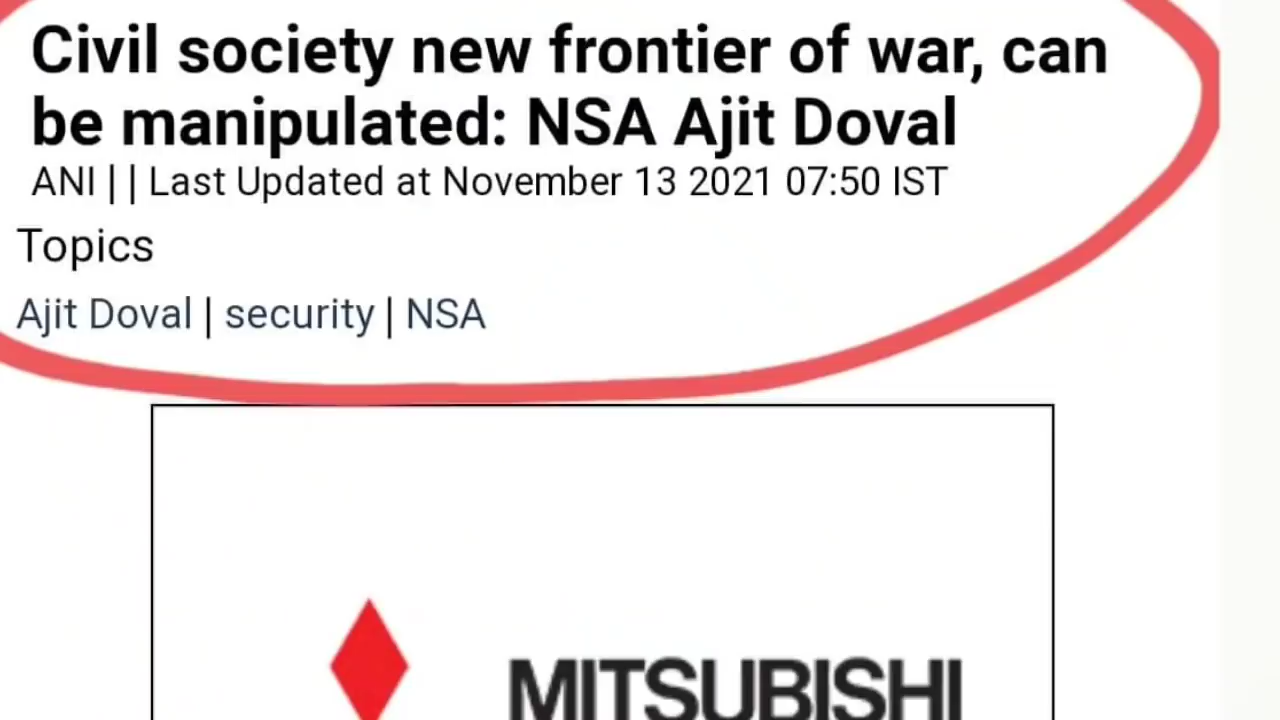 Civil society new frontier of war, can
be manipulated: NSA Ajit Doval
ANI | | Last Updated at November 13 2021 07:50 IST
Topics
Ajit Doval | security | NSA
MITSUBISHI